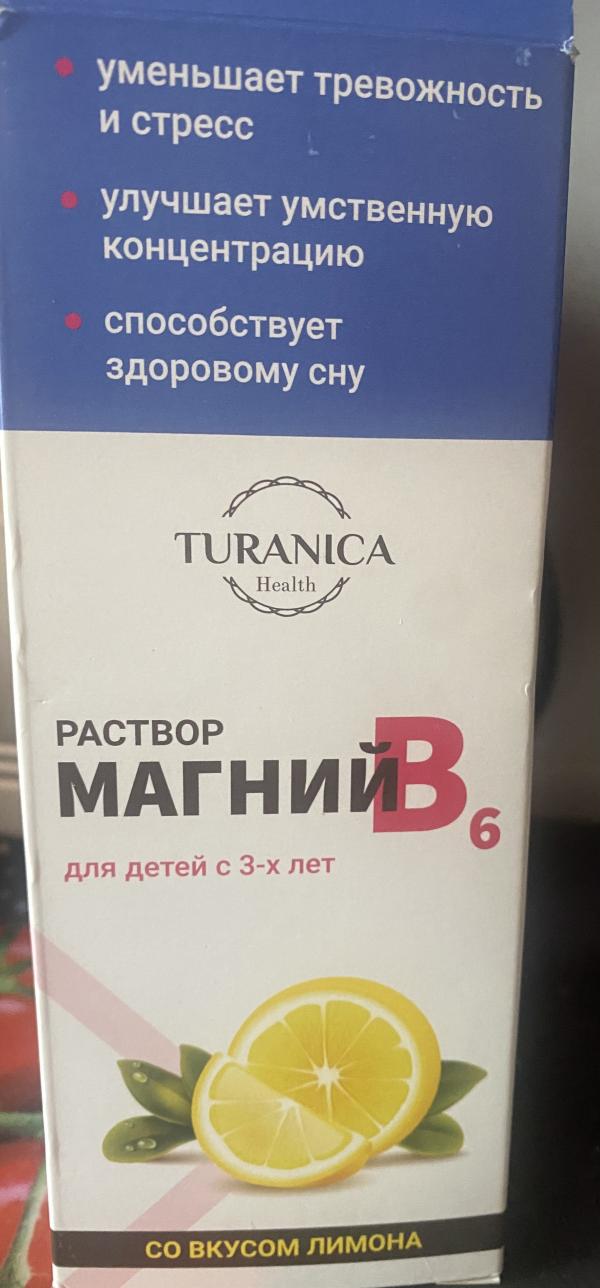 уменьшает тревожность
и стресс
улучшает умственную
концентрацию
способствует
здоровому сну
TURANICA
Health
РАСТВОР
МАГНИЙ B6
для детей с 3-х лет
СО ВКУСОМ ЛИМОНА